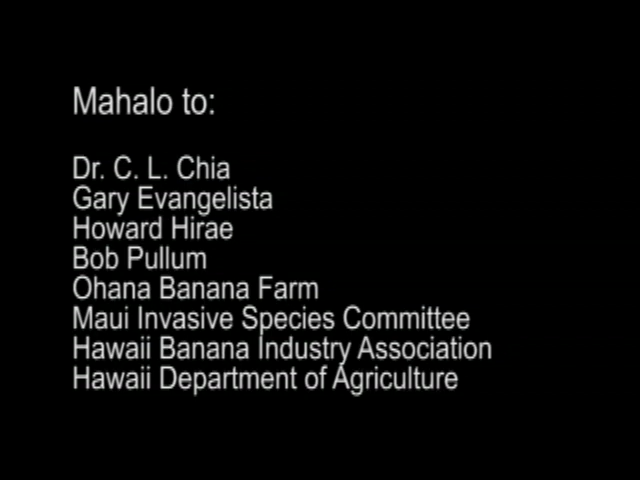 Mahalo to:
Dr. C. L. Chia
Gary Evangelista
Howard Hirae
Bob Pullum
Ohana Banana Farm
Maui Invasive Species Committee
Hawaii Banana Industry Association
Hawaii Department of Agriculture